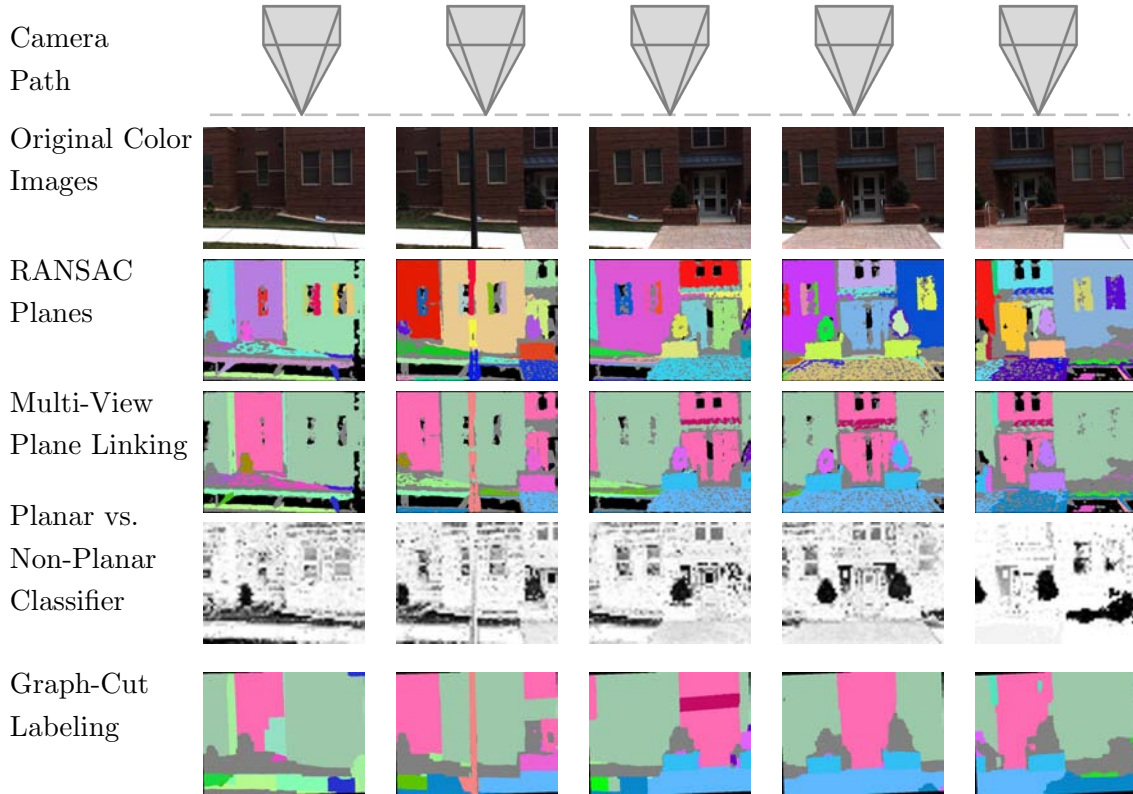 Camera
Path
Original Color
Images
RANSAC
Planes
Multi-View
Plane Linking
Planar vs.
Non-Planar
Classifier
Graph-Cut
Labeling